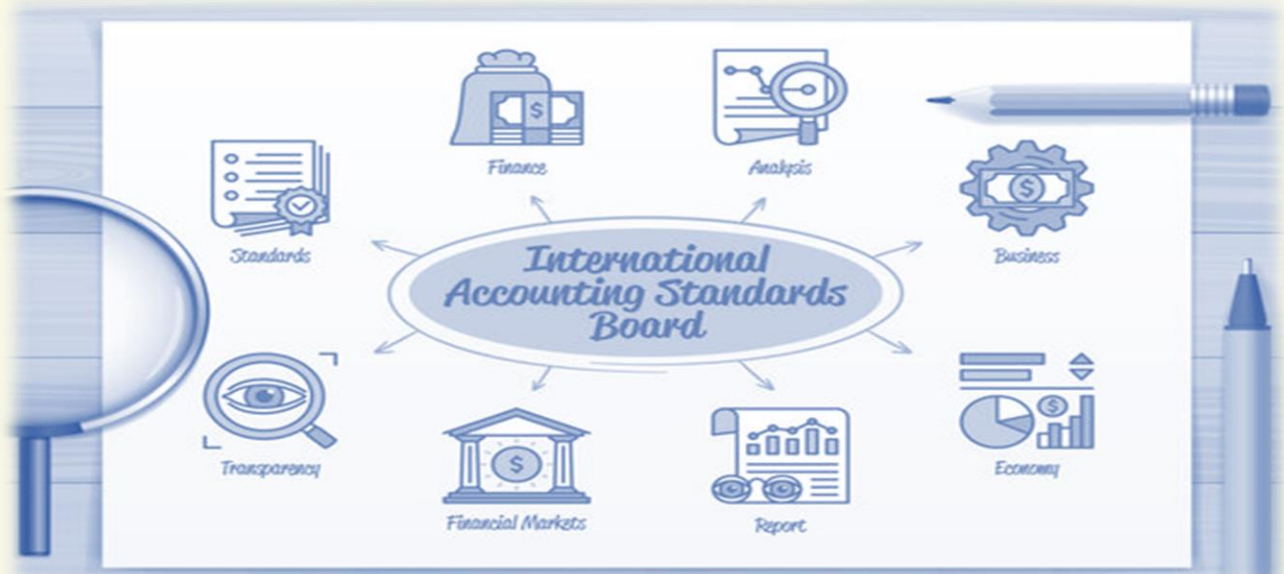 Finance
Analysis
Standards
Business
International
Accounting Standards
Board
Transparency
Economy
Financial Markets
Report